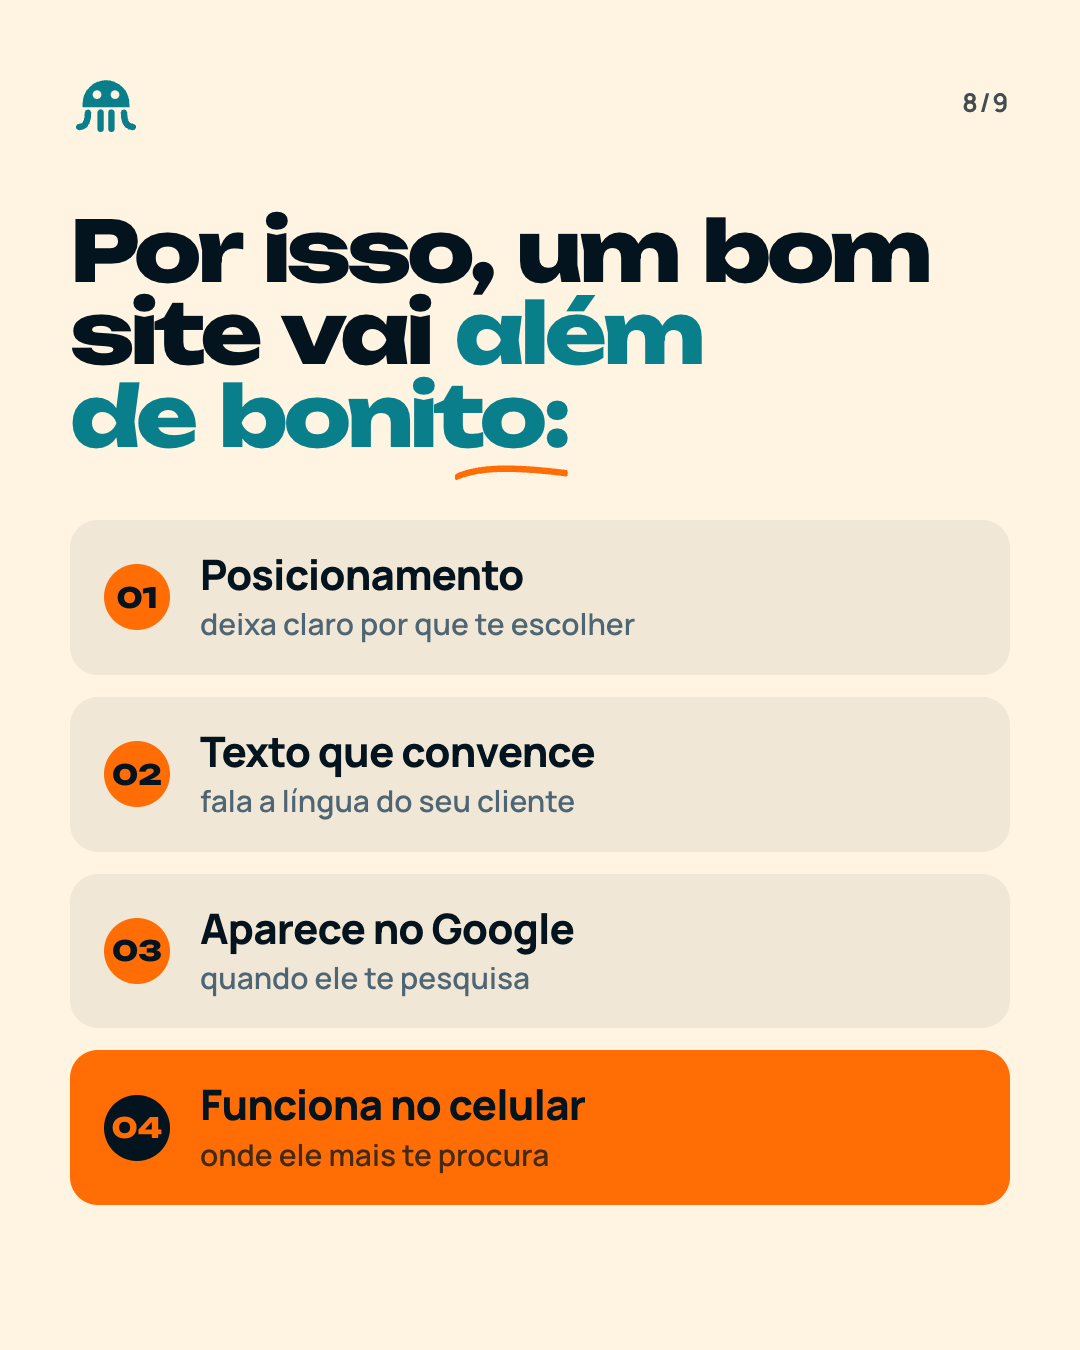 8/9
Por isso, um bom
site vai além
de bonito:
01
Posicionamento
deixa claro por que te escolher
02
Texto que convence
fala a língua do seu cliente
03
Aparece no Google
quando ele te pesquisa
04
Funciona no celular
onde ele mais te procura